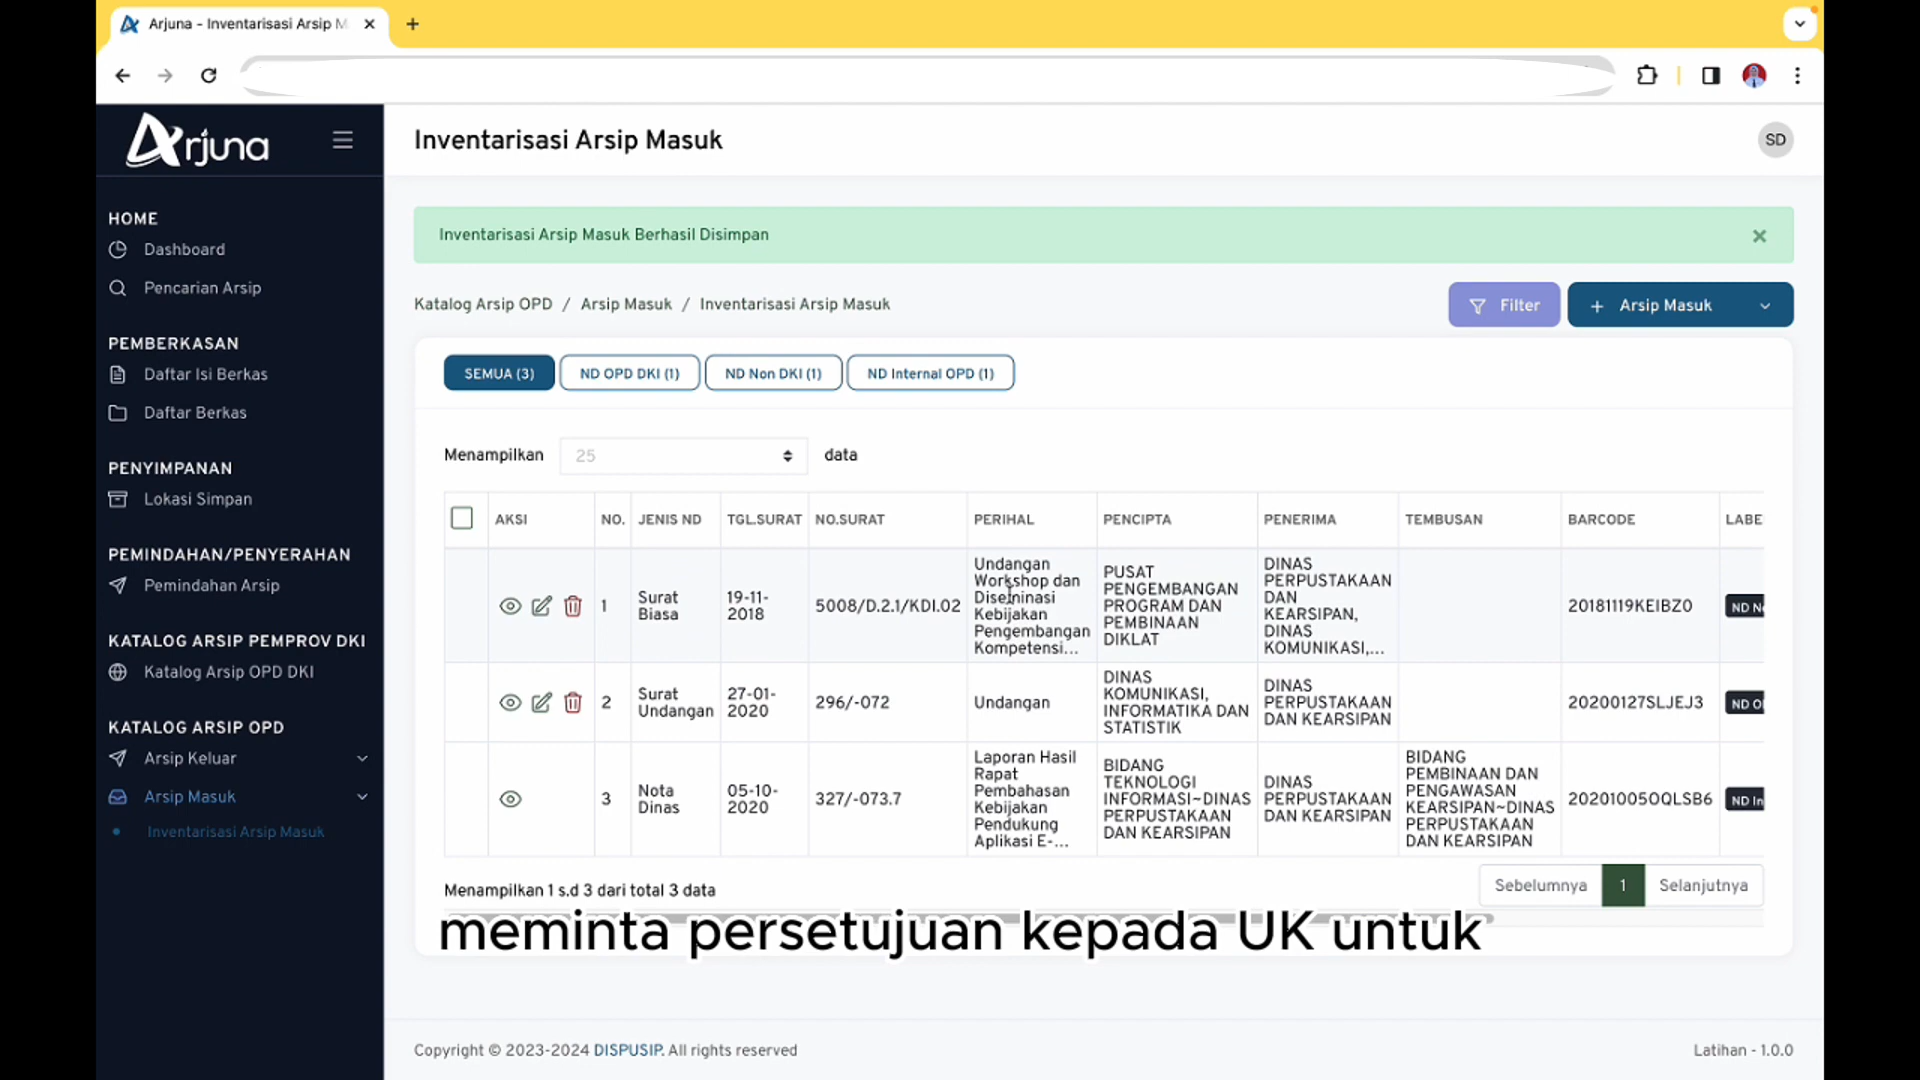 Arjuna - Inventarisasi Arsip M
Arjuna
Inventarisasi Arsip Masuk
SD
HOME
Dashboard
Pencarian Arsip
PEMBERKASAN
Daftar Isi Berkas
Daftar Berkas
PENYIMPANAN
Lokasi Simpan
PEMINDAHAN/PENYERAHAN
Pemindahan Arsip
KATALOG ARSIP PEMPROV DKI
Katalog Arsip OPD DKI
KATALOG ARSIP OPD
Arsip Keluar
Arsip Masuk
Inventarisasi Arsip Masuk
Inventarisasi Arsip Masuk Berhasil Disimpan
Katalog Arsip OPD / Arsip Masuk / Inventarisasi Arsip Masuk
Filter
+ Arsip Masuk
SEMUA (3)
ND OPD DKI (1)
ND Non DKI (1)
ND Internal OPD (1)
Menampilkan 25 data
AKSI NO. JENIS ND TGL.SURAT NO.SURAT PERIHAL PENCIPTA PENERIMA TEMBUSAN BARCODE LABE
1
Surat
Biasa
19-11-
2018
5008/D.2.1/KDI.02
Undangan
Workshop dan
Diseminasi
Kebijakan
Pengembangan
Kompetensi...
PUSAT
PENGEMBANGAN
PROGRAM DAN
PEMBINAAN
DIKLAT
DINAS
PERPUSTAKAAN
DAN
KEARSIPAN,
DINAS
KOMUNIKASI,...
20181119KEIBZ0
ND N
2
Surat
Undangan
27-01-
2020
296/-072
Undangan
DINAS
KOMUNIKASI,
INFORMATIKA DAN
STATISTIK
DINAS
PERPUSTAKAAN
DAN KEARSIPAN
20200127SLJEJ3
ND O
3
Nota
Dinas
05-10-
2020
327/-073.7
Laporan Hasil
Rapat
Pembahasan
Kebijakan
Pendukung
Aplikasi E-...
BIDANG
TEKNOLOGI
INFORMASI~DINAS
PERPUSTAKAAN
DAN KEARSIPAN
DINAS
PERPUSTAKAAN
DAN KEARSIPAN
BIDANG
PEMBINAAN DAN
PENGAWASAN
KEARSIPAN~DINAS
PERPUSTAKAAN
DAN KEARSIPAN
20201005OQLSB6
ND In
Menampilkan 1 s.d 3 dari total 3 data
Sebelumnya 1 Selanjutnya
meminta persetujuan kepada UK untuk
Copyright © 2023-2024 DISPUSIP. All rights reserved
Latihan - 1.0.0